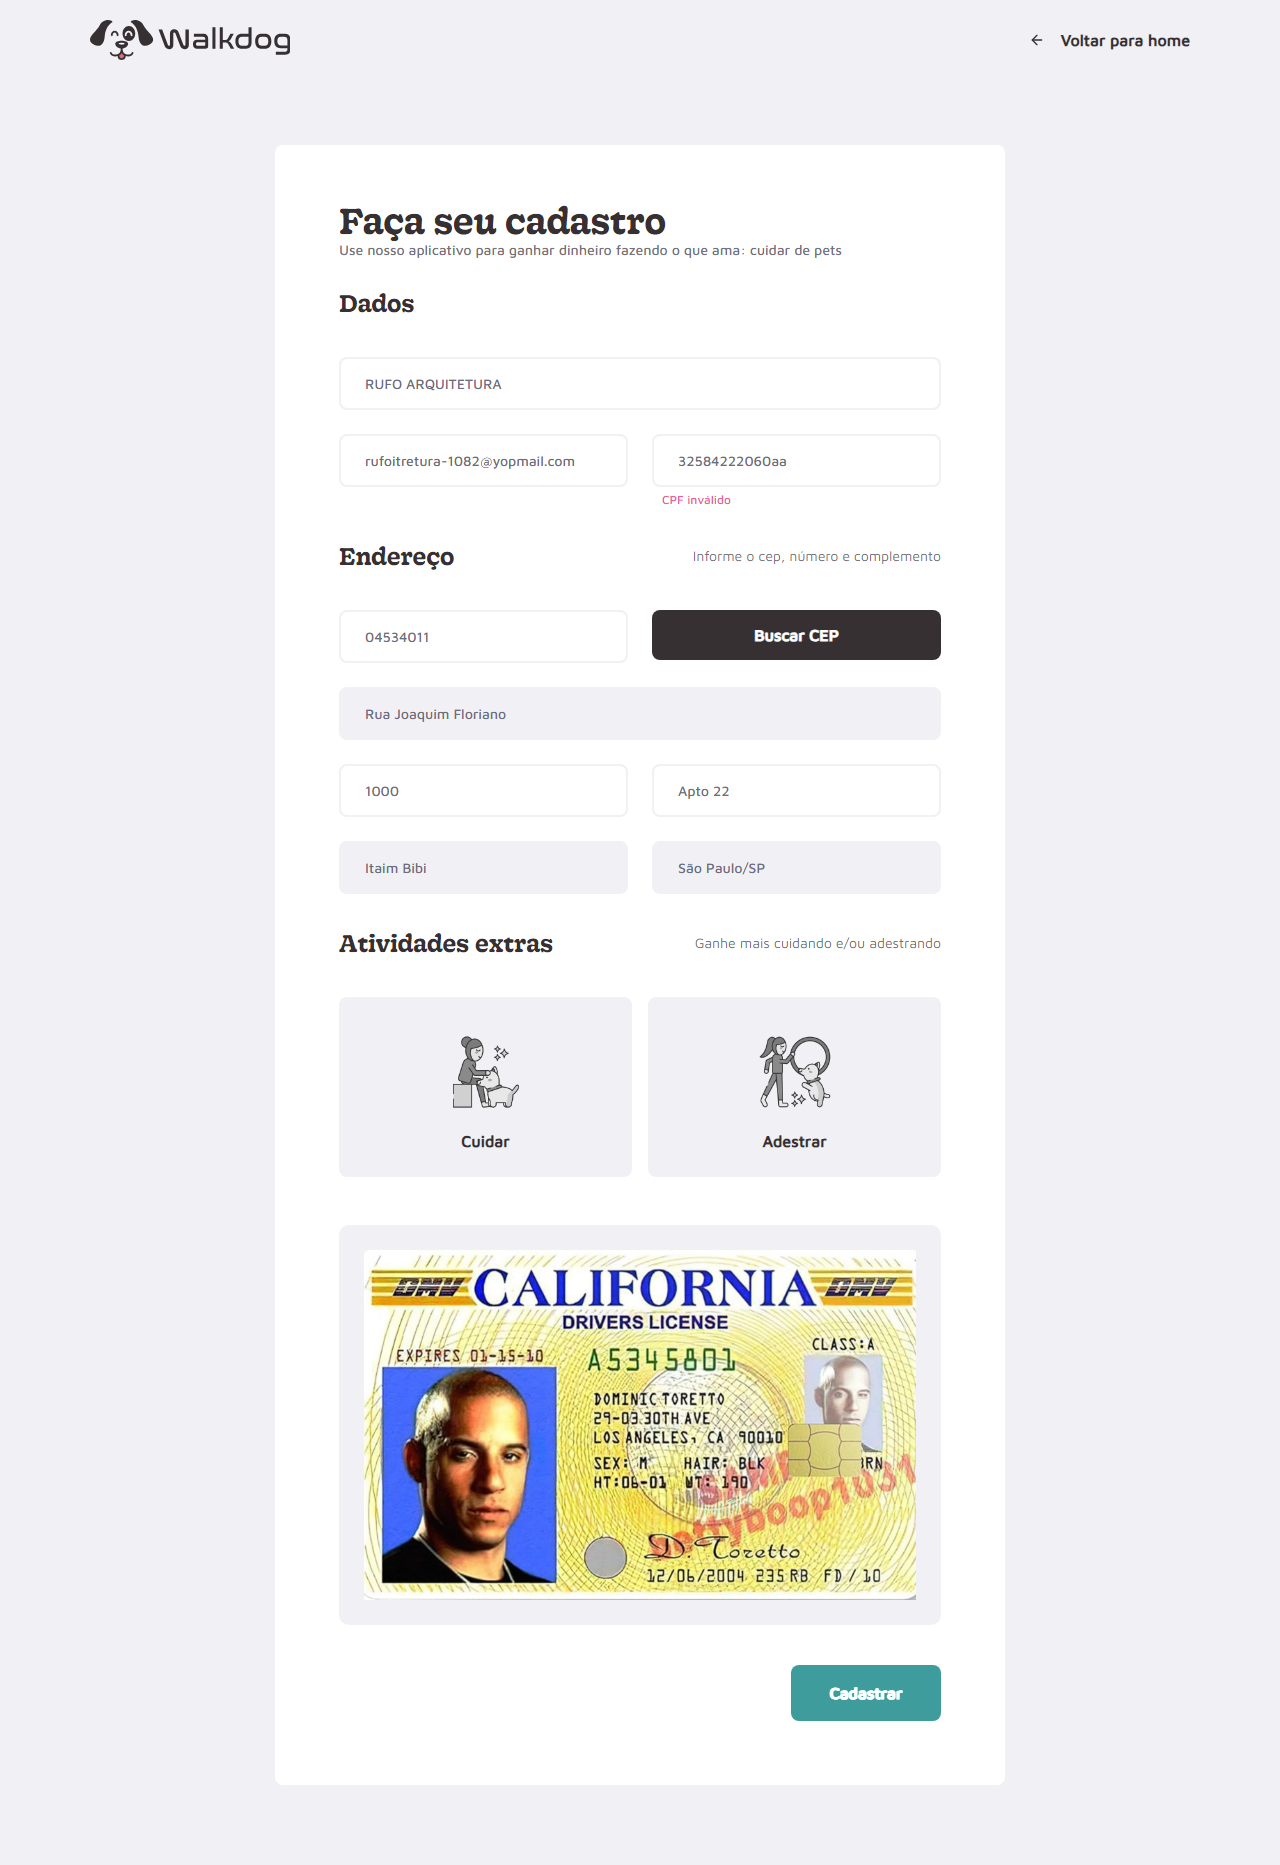 Walkdog
Voltar para home
Faça seu cadastro
Use nosso aplicativo para ganhar dinheiro fazendo o que ama: cuidar de pets
Dados
RUFO ARQUITETURA
rufoitretura-1082@yopmail.com
32584222060aa
CPF inválido
Endereço
Informe o cep, número e complemento
04534011
Buscar CEP
Rua Joaquim Floriano
1000
Apto 22
Itaim Bibi
São Paulo/SP
Atividades extras
Ganhe mais cuidando e/ou adestrando
Cuidar
Adestrar
DMV CALIFORNIA DMV
DRIVERS LICENSE
CLASS:A
EXPIRES 01-15-10
A5345801
DOMINIC TORETTO
29-03 30TH AVE
LOS ANGELES, CA 90010
SEX: M HAIR: BLK BRN
HT:06-01 WT: 190
bettyboop1031
D. Toretto
12/06/2004 235 RB FD / 10
Cadastrar